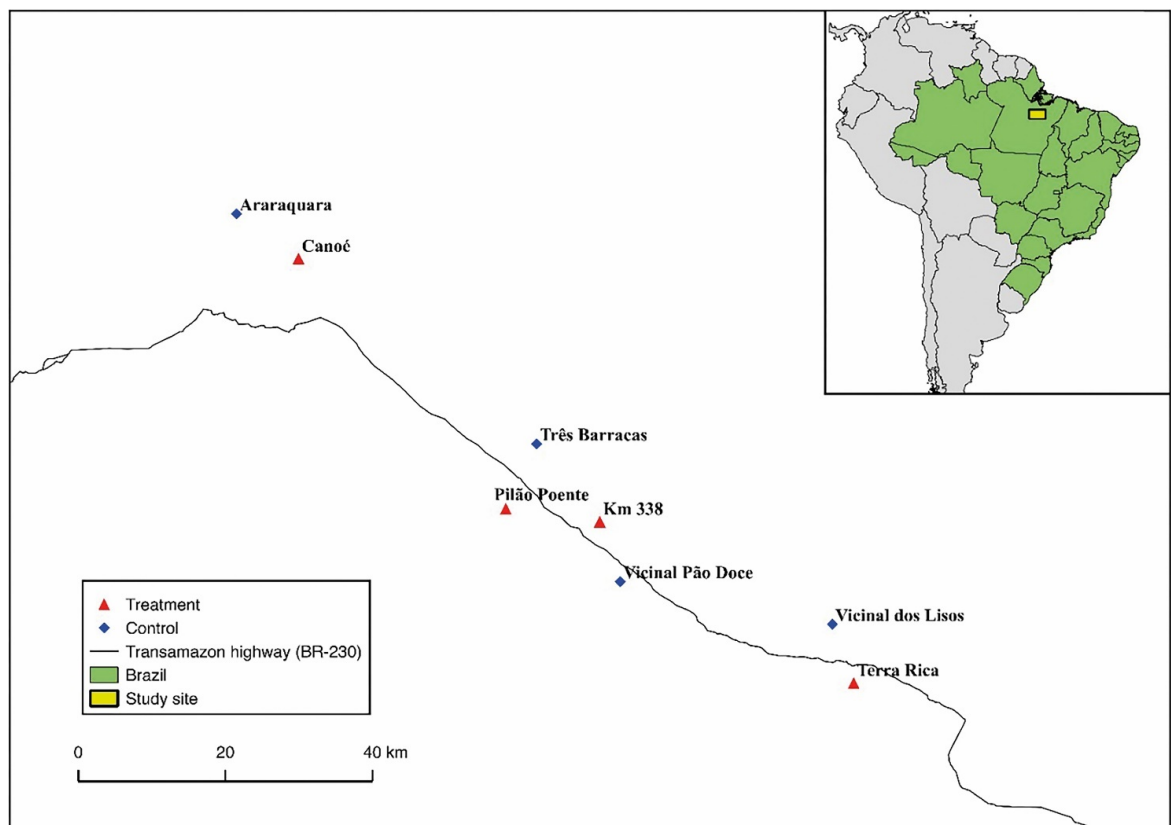 Araraquara
Canoé
Três Barracas
Pilão Poente
Km 338
Vicinal Pão Doce
Vicinal dos Lisos
Terra Rica
Treatment
Control
Transamazon highway (BR-230)
Brazil
Study site
0 20 40 km